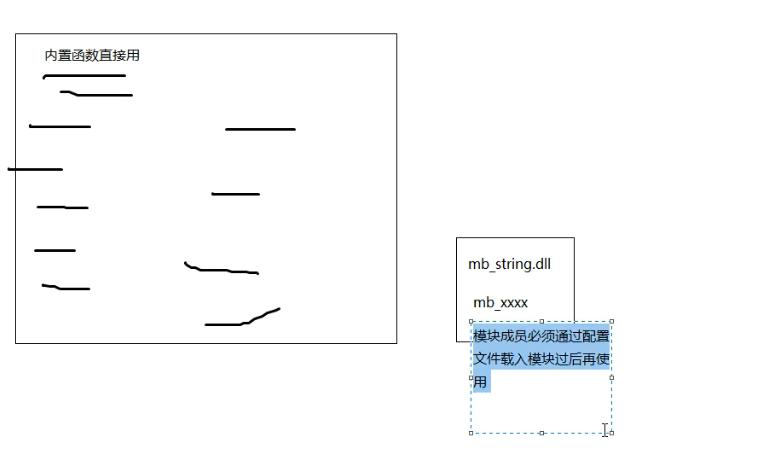 内置函数直接用
mb_string.dll
mb_xxxx
模块成员必须通过配置
文件载入模块过后再使
用